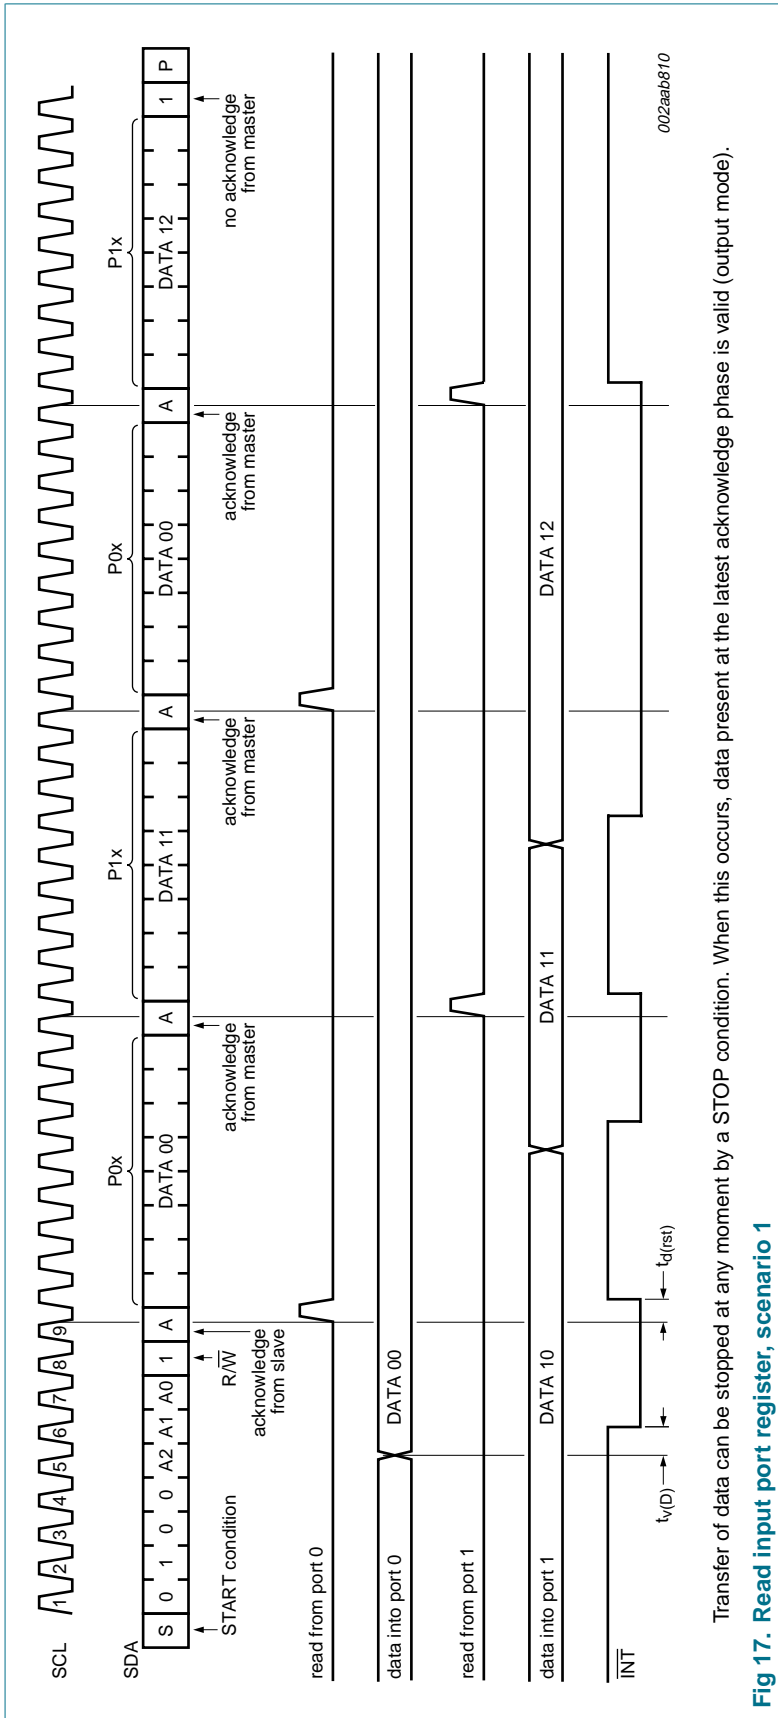 SCL
1 2 3 4 5 6 7 8 9
SDA
P0x P1x P0x P1x
S 0 1 0 0 A2 A1 A0 1 A DATA 00 A DATA 11 A DATA 00 A DATA 12 1 P
START condition
R/W
acknowledge
from slave
acknowledge
from master
acknowledge
from master
acknowledge
from master
no acknowledge
from master
read from port 0
data into port 0
DATA 00
read from port 1
data into port 1
DATA 10 DATA 11 DATA 12
INT
tv(D) td(rst)
002aab810
Transfer of data can be stopped at any moment by a STOP condition. When this occurs, data present at the latest acknowledge phase is valid (output mode).
Fig 17. Read input port register, scenario 1